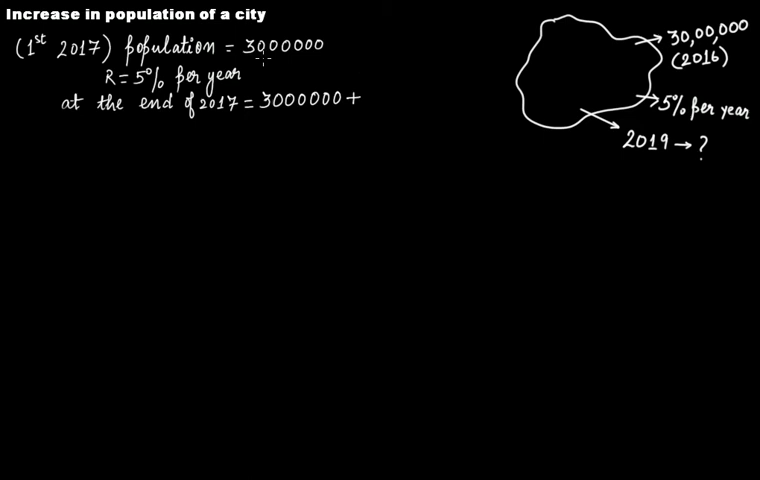 Increase in population of a city
(1st 2017) population = 3000000
R = 5% per year
at the end of 2017 = 3000000 +
30,00,000
(2016)
5% per year
2019 → ?